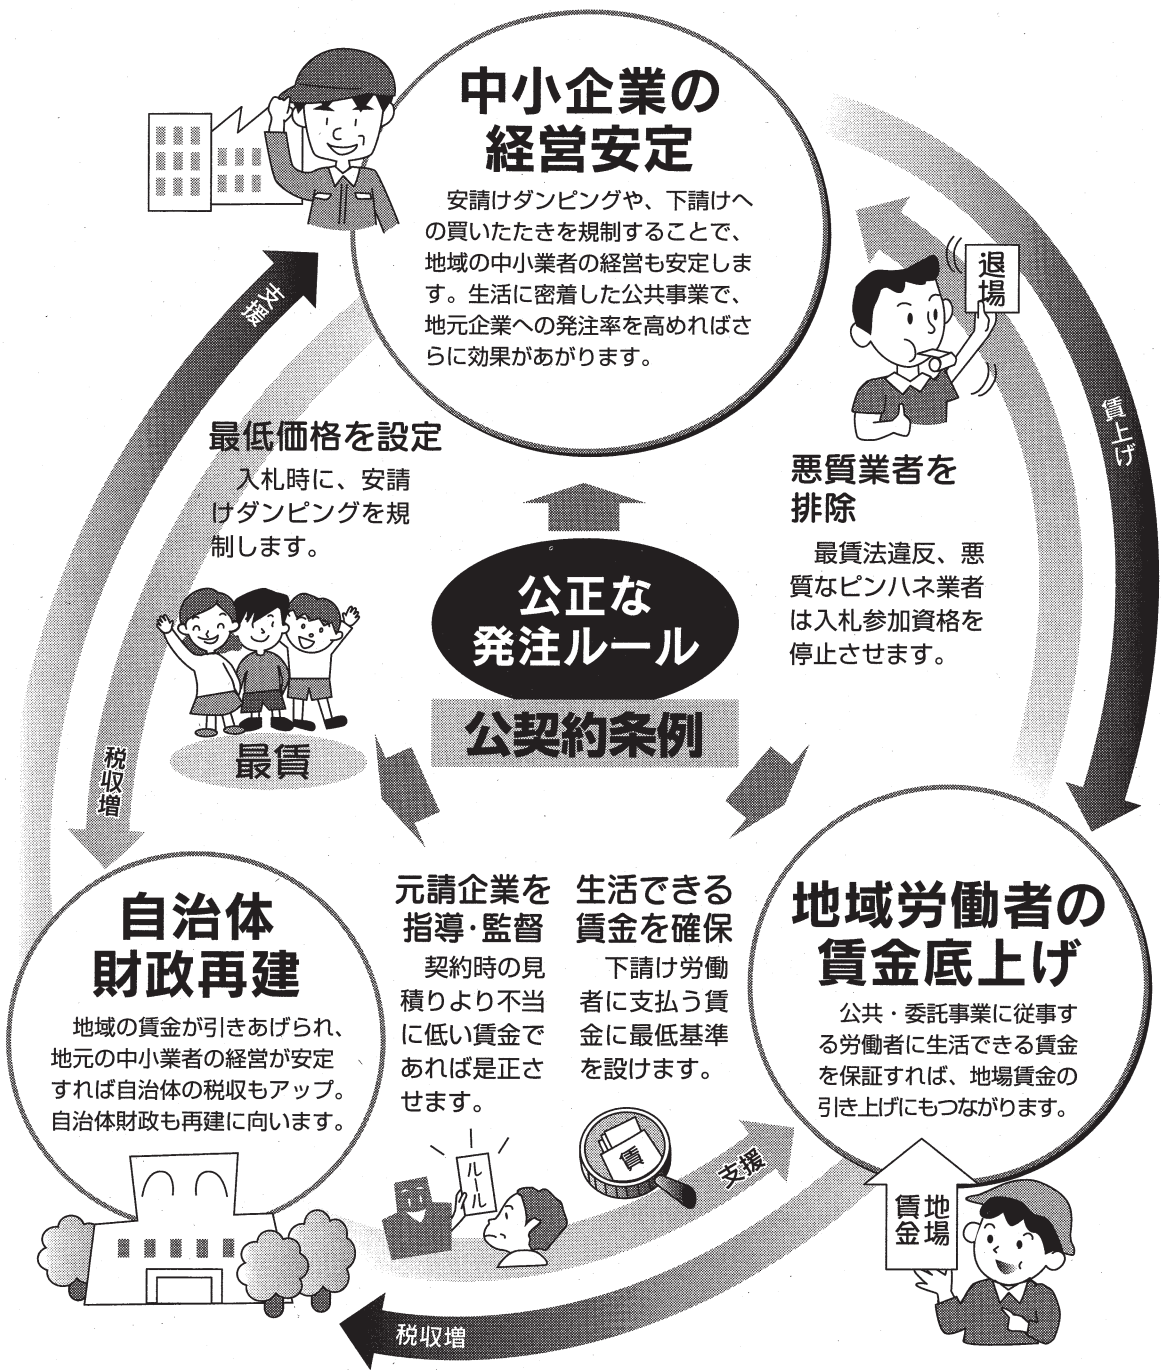 中小企業の
経営安定
安請けダンピングや、下請けへ
の買いたたきを規制することで、
地域の中小業者の経営も安定しま
す。生活に密着した公共事業で、
地元企業への発注率を高めればさ
らに効果があがります。
支援
退場
賃上げ
最低価格を設定
入札時に、安請
けダンピングを規
制します。
悪質業者を
排除
最賃法違反、悪
質なピンハネ業者
は入札参加資格を
停止させます。
公正な
発注ルール
公契約条例
最賃
税収増
自治体
財政再建
地域の賃金が引きあげられ、
地元の中小業者の経営が安定
すれば自治体の税収もアップ。
自治体財政も再建に向います。
元請企業を
指導・監督
契約時の見
積りより不当
に低い賃金で
あれば是正さ
せます。
生活できる
賃金を確保
下請け労働
者に支払う賃
金に最低基準
を設けます。
地域労働者の
賃金底上げ
公共・委託事業に従事す
る労働者に生活できる賃金
を保証すれば、地場賃金の
引き上げにもつながります。
ルール
賃
支援
地場
賃金
税収増